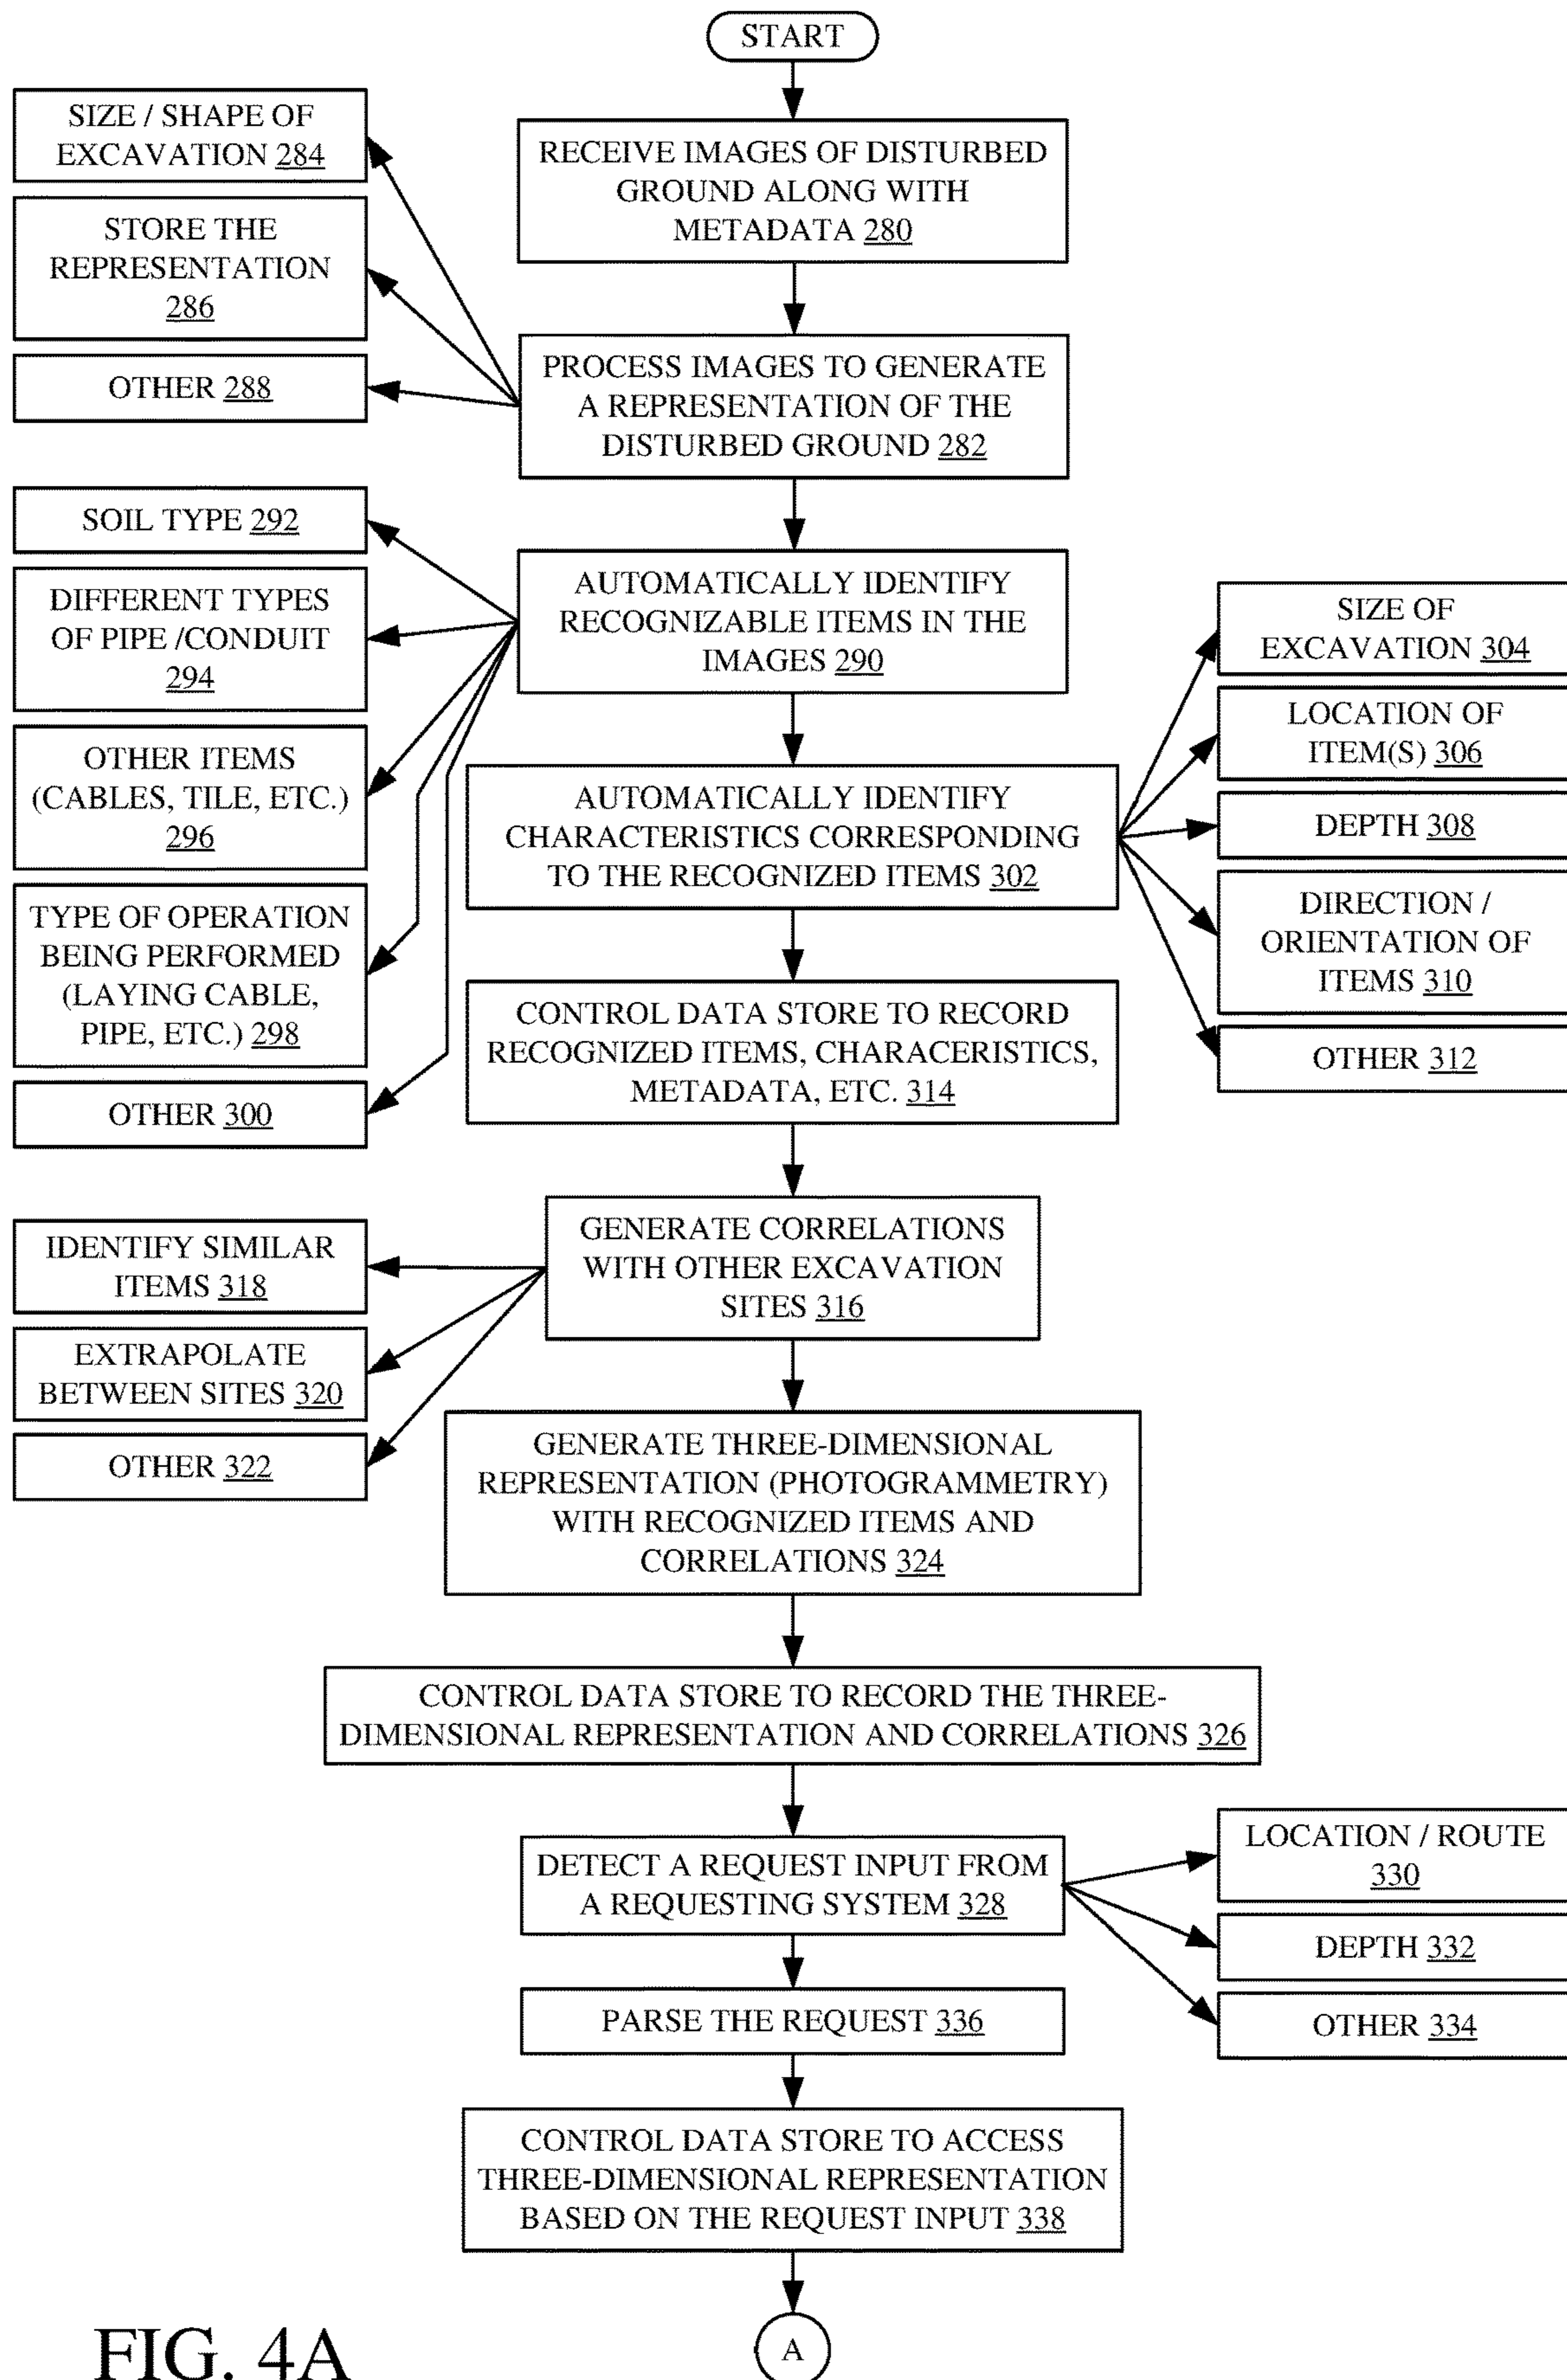 START
RECEIVE IMAGES OF DISTURBED
GROUND ALONG WITH
METADATA 280
SIZE / SHAPE OF
EXCAVATION 284
STORE THE
REPRESENTATION
286
OTHER 288
PROCESS IMAGES TO GENERATE
A REPRESENTATION OF THE
DISTURBED GROUND 282
SOIL TYPE 292
DIFFERENT TYPES
OF PIPE /CONDUIT
294
OTHER ITEMS
(CABLES, TILE, ETC.)
296
TYPE OF OPERATION
BEING PERFORMED
(LAYING CABLE,
PIPE, ETC.) 298
OTHER 300
AUTOMATICALLY IDENTIFY
RECOGNIZABLE ITEMS IN THE
IMAGES 290
AUTOMATICALLY IDENTIFY
CHARACTERISTICS CORRESPONDING
TO THE RECOGNIZED ITEMS 302
SIZE OF
EXCAVATION 304
LOCATION OF
ITEM(S) 306
DEPTH 308
DIRECTION /
ORIENTATION OF
ITEMS 310
OTHER 312
CONTROL DATA STORE TO RECORD
RECOGNIZED ITEMS, CHARACERISTICS,
METADATA, ETC. 314
GENERATE CORRELATIONS
WITH OTHER EXCAVATION
SITES 316
IDENTIFY SIMILAR
ITEMS 318
EXTRAPOLATE
BETWEEN SITES 320
OTHER 322
GENERATE THREE-DIMENSIONAL
REPRESENTATION (PHOTOGRAMMETRY)
WITH RECOGNIZED ITEMS AND
CORRELATIONS 324
CONTROL DATA STORE TO RECORD THE THREE-
DIMENSIONAL REPRESENTATION AND CORRELATIONS 326
DETECT A REQUEST INPUT FROM
A REQUESTING SYSTEM 328
LOCATION / ROUTE
330
DEPTH 332
OTHER 334
PARSE THE REQUEST 336
CONTROL DATA STORE TO ACCESS
THREE-DIMENSIONAL REPRESENTATION
BASED ON THE REQUEST INPUT 338
A
FIG. 4A